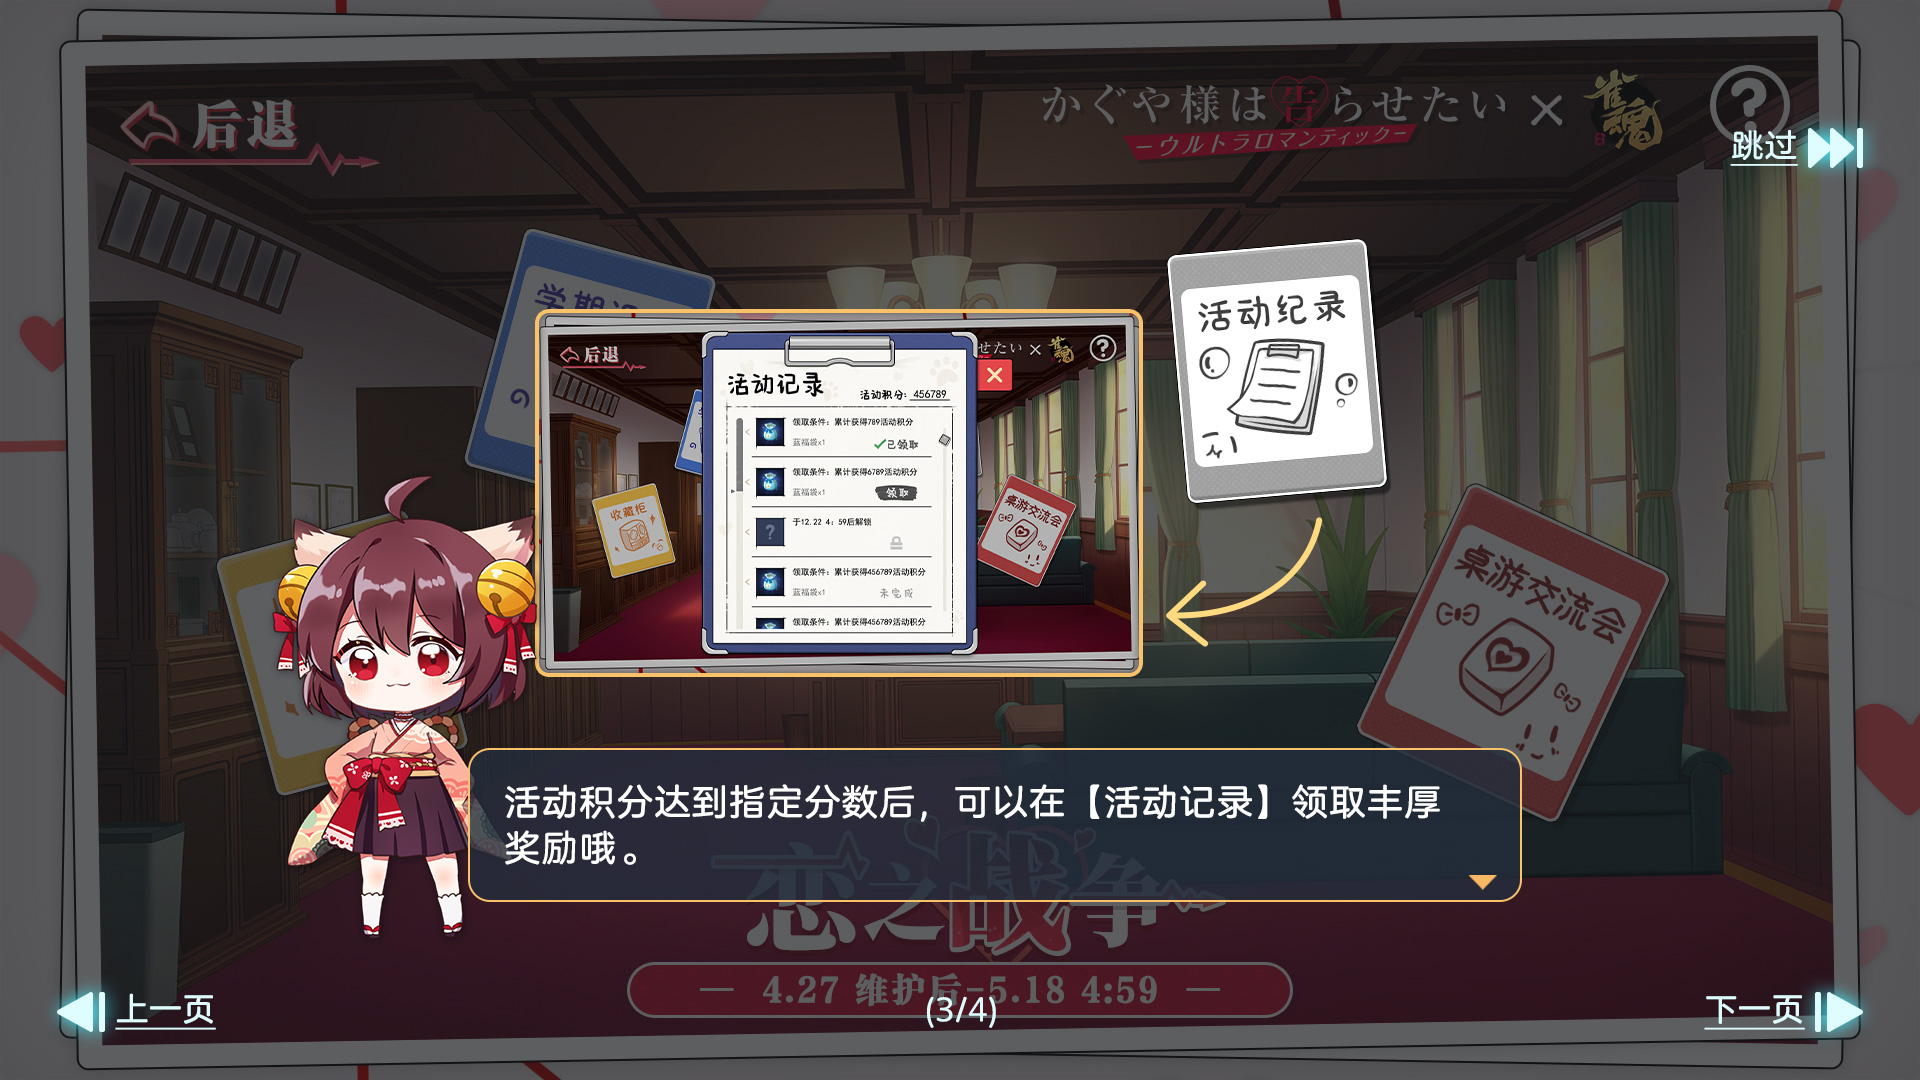 后退
かぐや様は告らせたい × 雀魂
ーウルトラロマンティックー
跳过
活动纪录
后退
せたい × 雀魂
活动记录
活动积分: 456789
领取条件：累计获得789活动积分
蓝福袋x1
已领取
领取条件：累计获得6789活动积分
蓝福袋x1
领取
于12.22 4：59后解锁
领取条件：累计获得456789活动积分
蓝福袋x1
未完成
领取条件：累计获得456789活动积分
收藏柜
桌游交流会
桌游交流会
活动积分达到指定分数后，可以在【活动记录】领取丰厚
奖励哦。
恋之战争
4.27 维护后-5.18 4:59
上一页
(3/4)
下一页